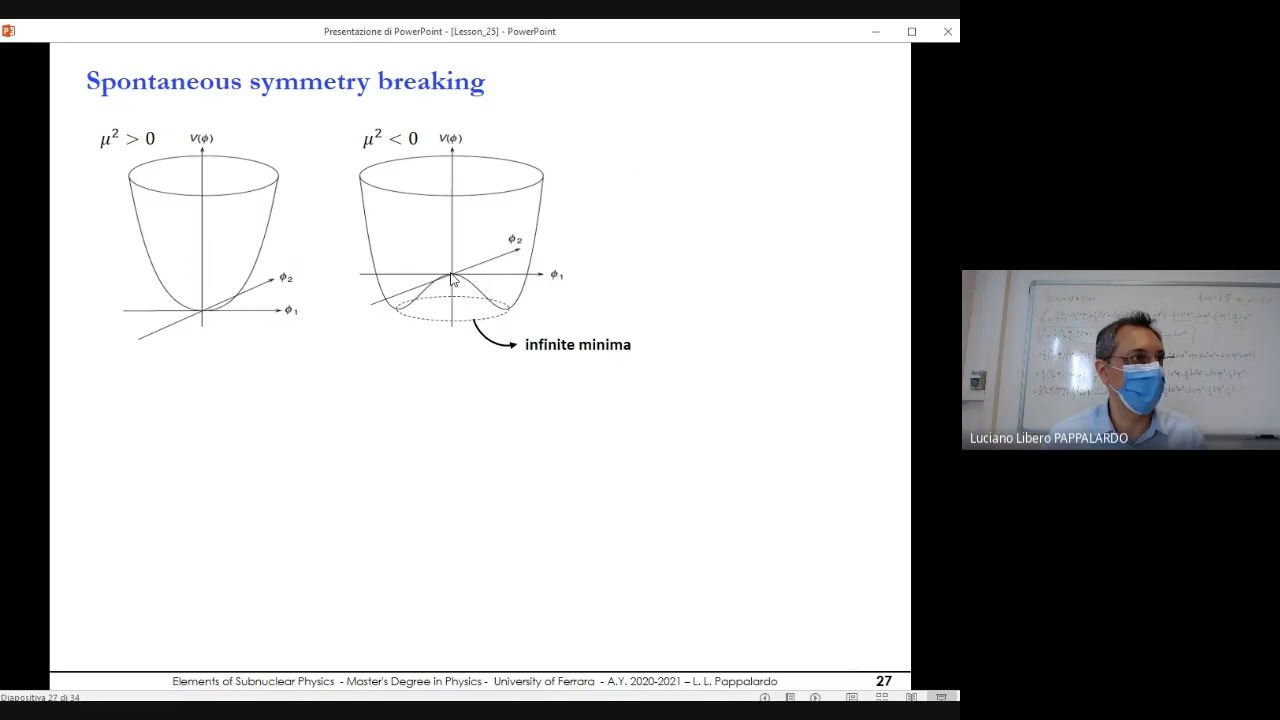 Presentazione di PowerPoint - [Lesson_25] - PowerPoint
Spontaneous symmetry breaking
μ² > 0
V(ϕ)
μ² < 0
V(ϕ)
ϕ₂
ϕ₁
ϕ₂
ϕ₁
infinite minima
Luciano Libero PAPPALARDO
Elements of Subnuclear Physics - Master's Degree in Physics - University of Ferrara - A.Y. 2020-2021 – L. L. Pappalardo
27
Diapositiva 27 di 34